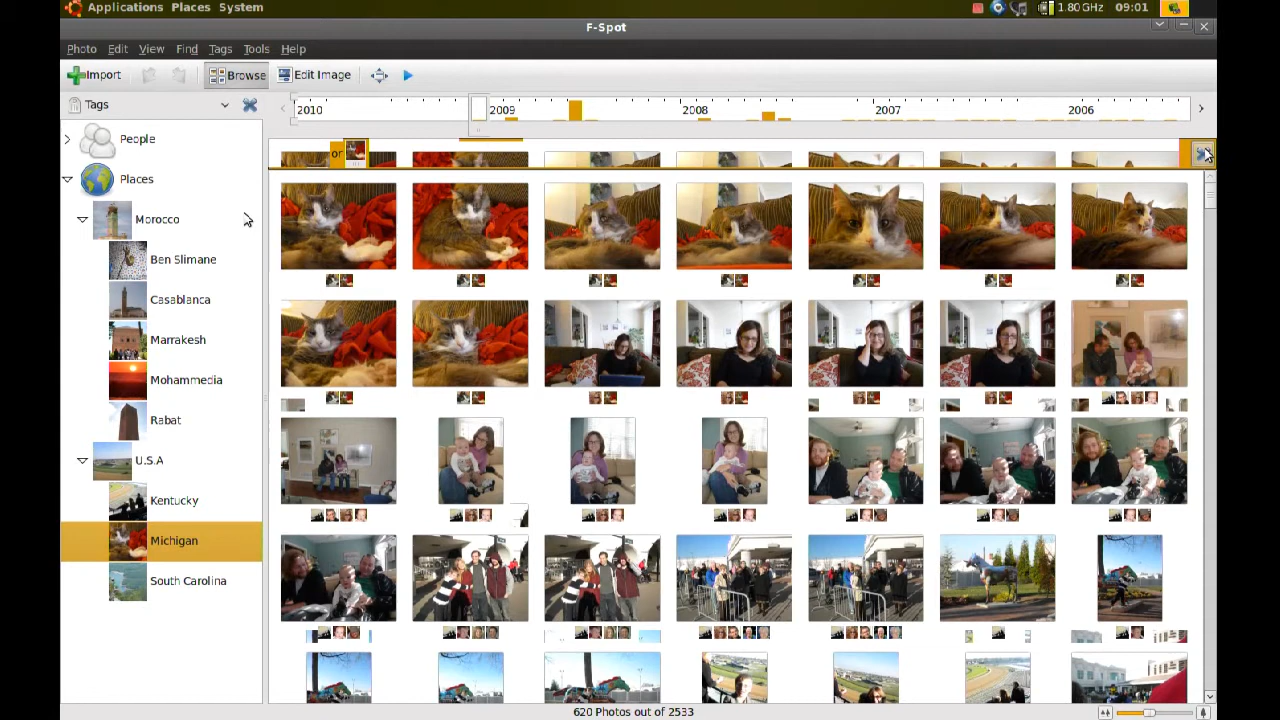 Applications Places System 1.80GHz 09:01
F-Spot
Photo Edit View Find Tags Tools Help
Import Browse Edit Image
Tags
2010 2009 2008 2007 2006
or
People
Places
Morocco
Ben Slimane
Casablanca
Marrakesh
Mohammedia
Rabat
U.S.A
Kentucky
Michigan
South Carolina
620 Photos out of 2533